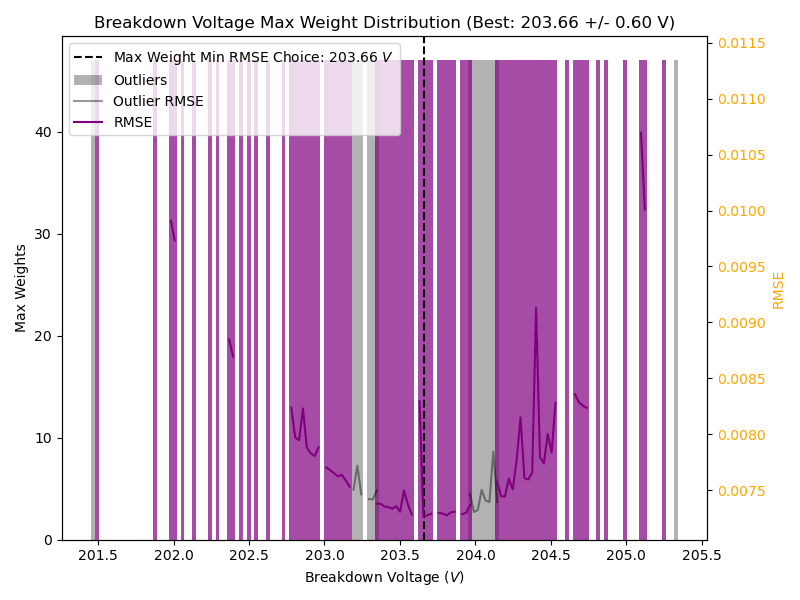 Breakdown Voltage Max Weight Distribution (Best: 203.66 +/- 0.60 V)
Max Weight Min RMSE Choice: 203.66 V
Outliers
Outlier RMSE
RMSE
Max Weights
0
10
20
30
40
201.5 202.0 202.5 203.0 203.5 204.0 204.5 205.0 205.5
Breakdown Voltage (V)
0.0115
0.0110
0.0105
0.0100
0.0095
0.0090
0.0085
0.0080
0.0075
RMSE